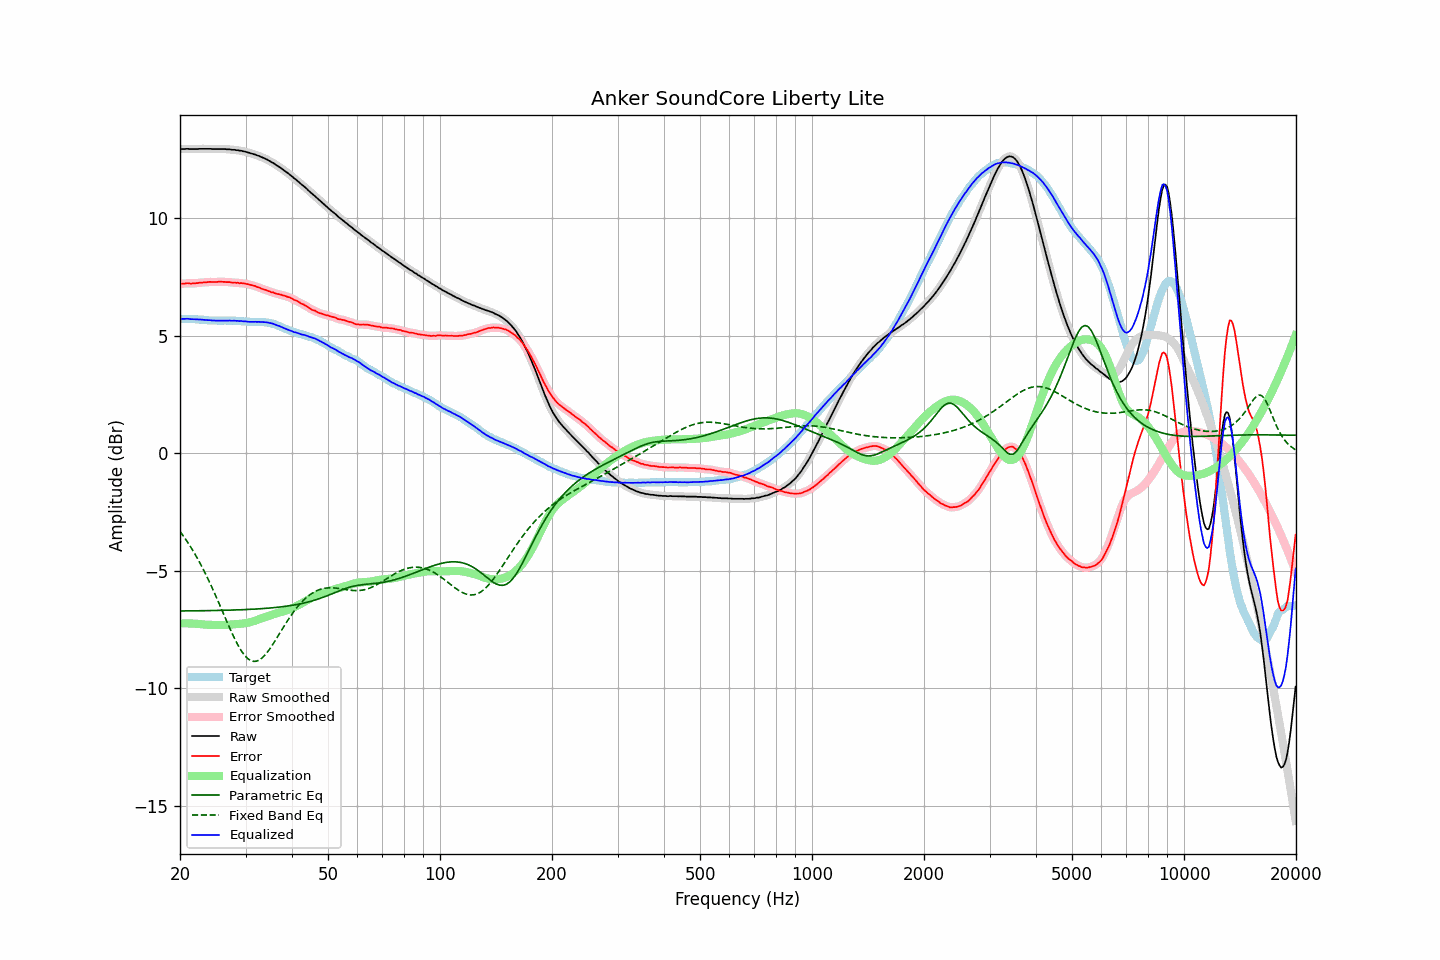 Anker SoundCore Liberty Lite
Amplitude (dBr)
10
5
0
−5
−10
−15
Target
Raw Smoothed
Error Smoothed
Raw
Error
Equalization
Parametric Eq
Fixed Band Eq
Equalized
20 50 100 200 500 1000 2000 5000 10000 20000
Frequency (Hz)